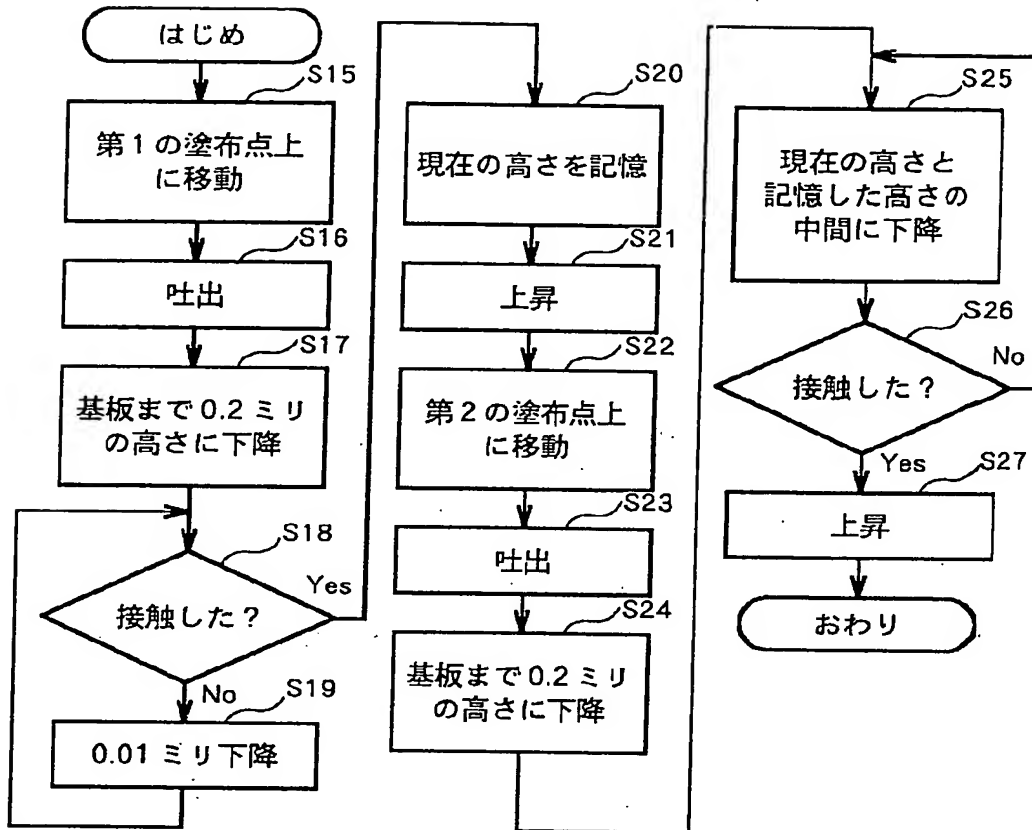 はじめ
S15
第1の塗布点上
に移動
S16
吐出
S17
基板まで0.2ミリ
の高さに下降
S18
接触した？
Yes
No
S19
0.01ミリ下降
S20
現在の高さを記憶
S21
上昇
S22
第2の塗布点上
に移動
S23
吐出
S24
基板まで0.2ミリ
の高さに下降
S25
現在の高さと
記憶した高さの
中間に下降
S26
接触した？
No
Yes
S27
上昇
おわり